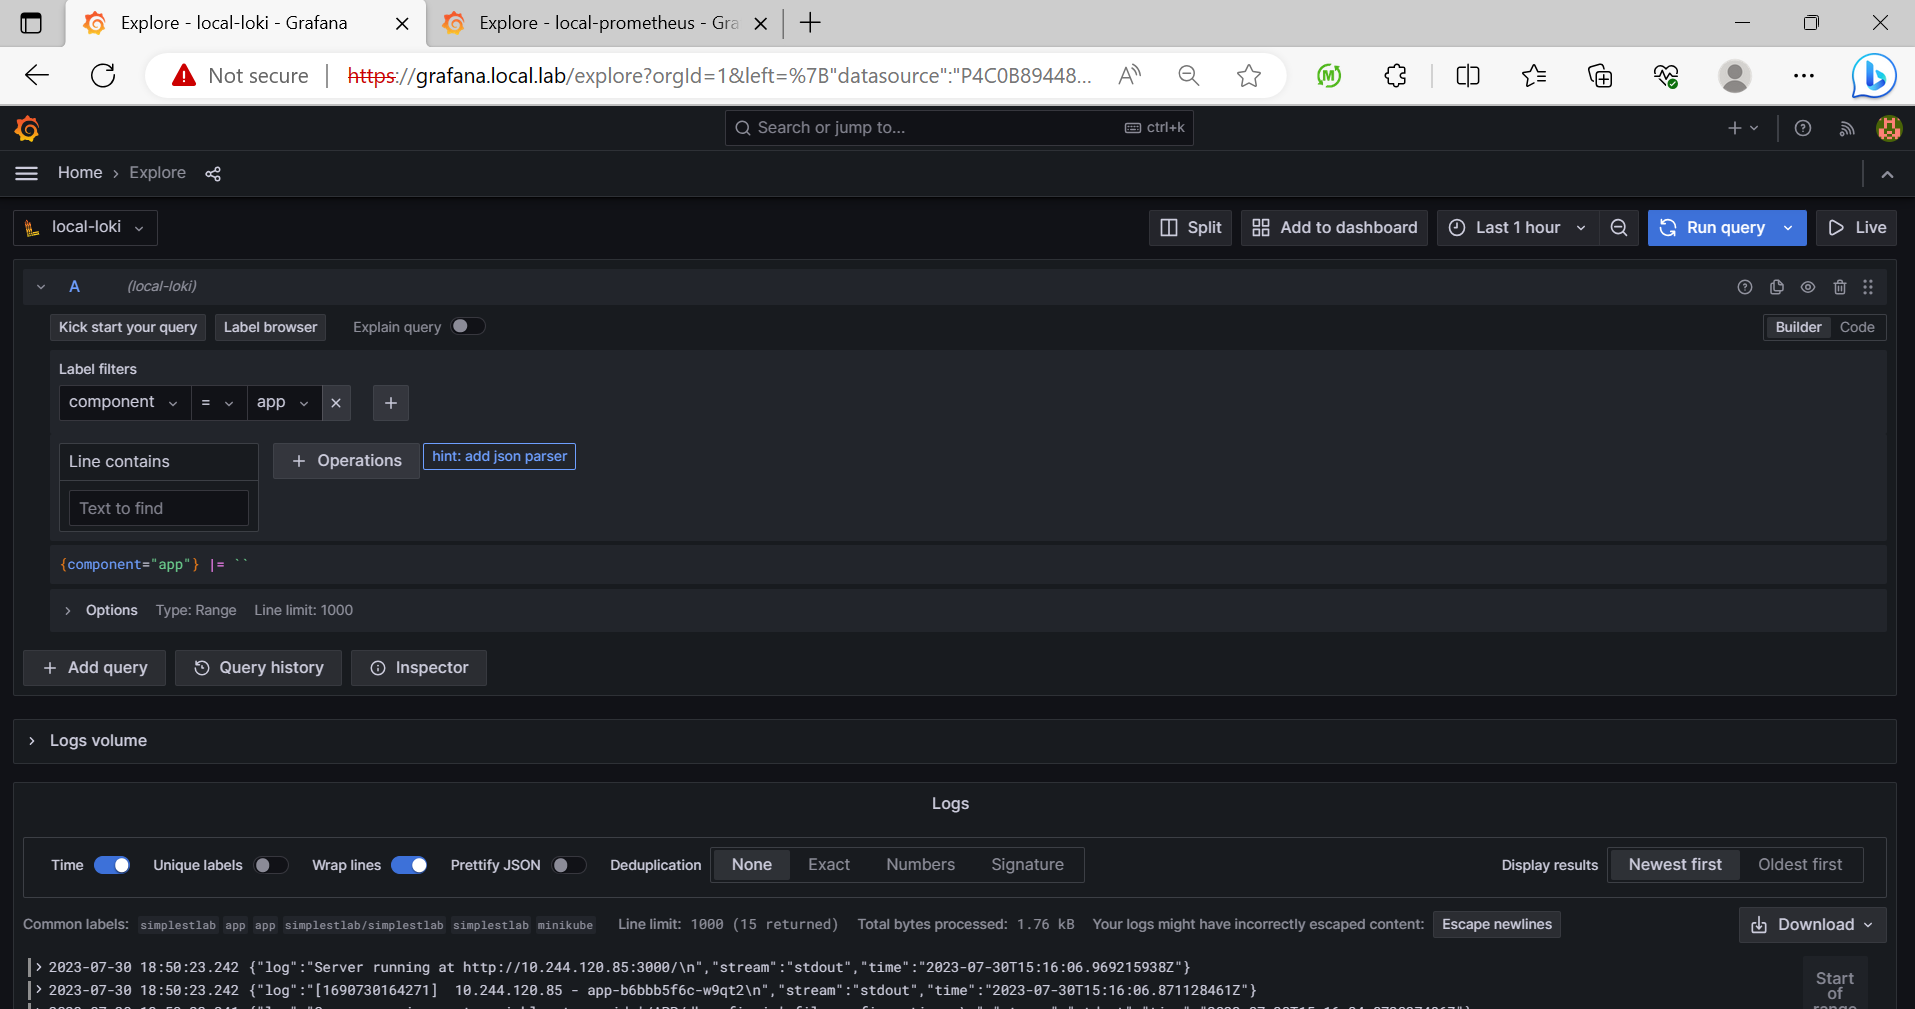 Explore - local-loki - Grafana
Explore - local-prometheus - Gra
Not secure
https://grafana.local.lab/explore?orgId=1&left=%7B"datasource":"P4C0B89448...
Search or jump to...
ctrl+k
Home › Explore
local-loki
Split
Add to dashboard
Last 1 hour
Run query
Live
A (local-loki)
Kick start your query
Label browser
Explain query
Builder
Code
Label filters
component
=
app
Line contains
+ Operations
hint: add json parser
Text to find
{component="app"} |= ``
Options Type: Range Line limit: 1000
+ Add query
Query history
Inspector
Logs volume
Logs
Time
Unique labels
Wrap lines
Prettify JSON
Deduplication
None
Exact
Numbers
Signature
Display results
Newest first
Oldest first
Common labels: simplestlab app app simplestlab/simplestlab simplestlab minikube
Line limit: 1000 (15 returned)
Total bytes processed: 1.76 kB
Your logs might have incorrectly escaped content:
Escape newlines
Download
2023-07-30 18:50:23.242 {"log":"Server running at http://10.244.120.85:3000/\n","stream":"stdout","time":"2023-07-30T15:16:06.969215938Z"}
2023-07-30 18:50:23.242 {"log":"[1690730164271]  10.244.120.85 - app-b6bbb5f6c-w9qt2\n","stream":"stdout","time":"2023-07-30T15:16:06.871128461Z"}
Start
of
range